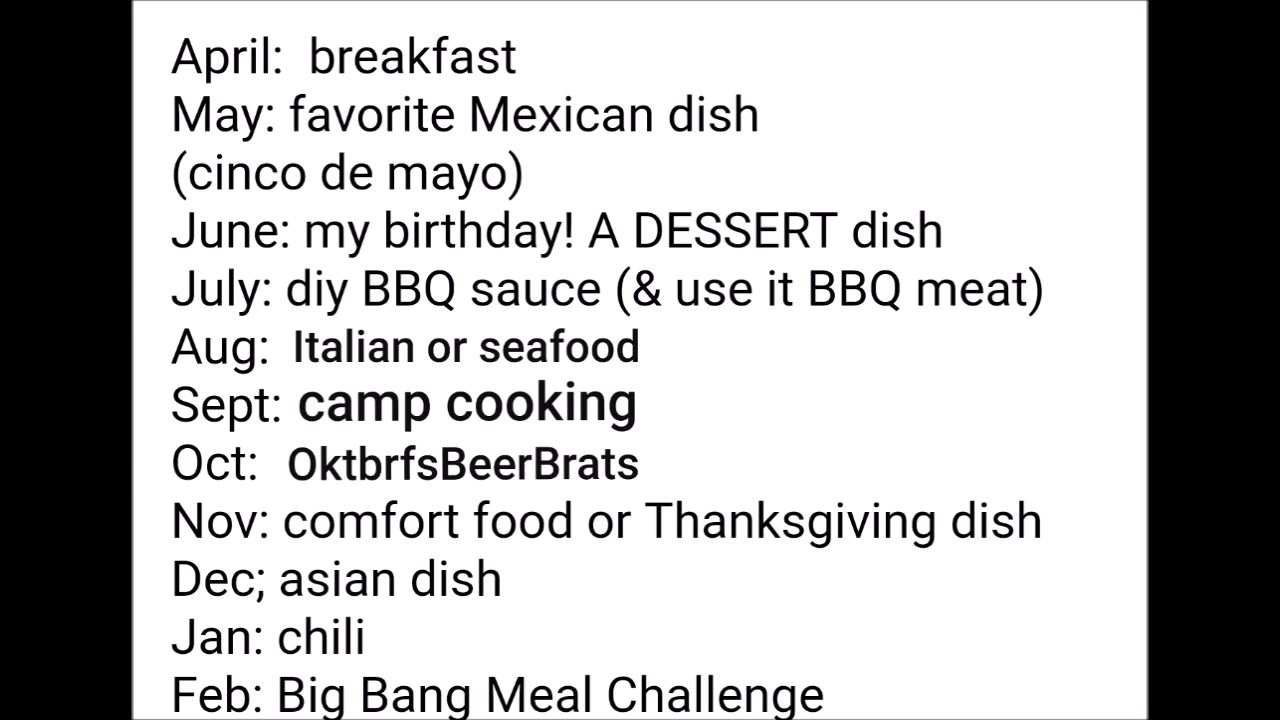 April:  breakfast
May: favorite Mexican dish
(cinco de mayo)
June: my birthday! A DESSERT dish
July: diy BBQ sauce (& use it BBQ meat)
Aug:  Italian or seafood
Sept: camp cooking
Oct:  OktbrfsBeerBrats
Nov: comfort food or Thanksgiving dish
Dec; asian dish
Jan: chili
Feb: Big Bang Meal Challenge